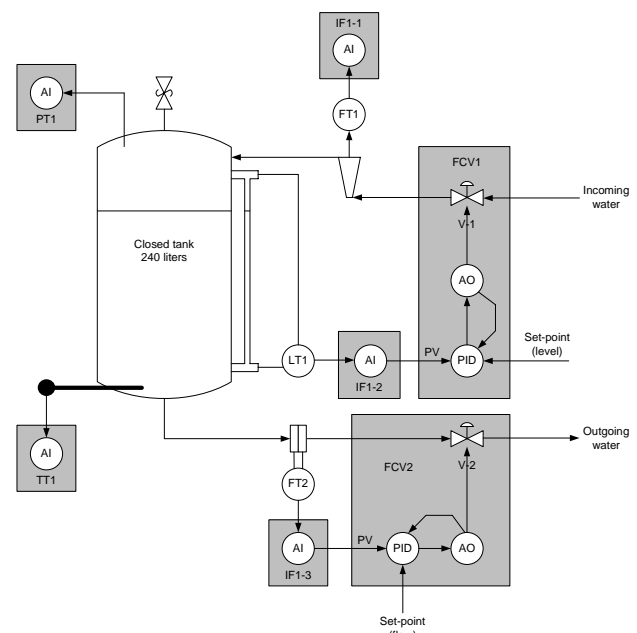 IF1-1
AI
AI
PT1
FT1
FCV1
Incoming
water
V-1
Closed tank
240 liters
AO
Set-point
(level)
LT1
AI
PV
PID
IF1-2
Outgoing
water
AI
TT1
V-2
FCV2
FT2
PV
AI
PID
AO
IF1-3
Set-point